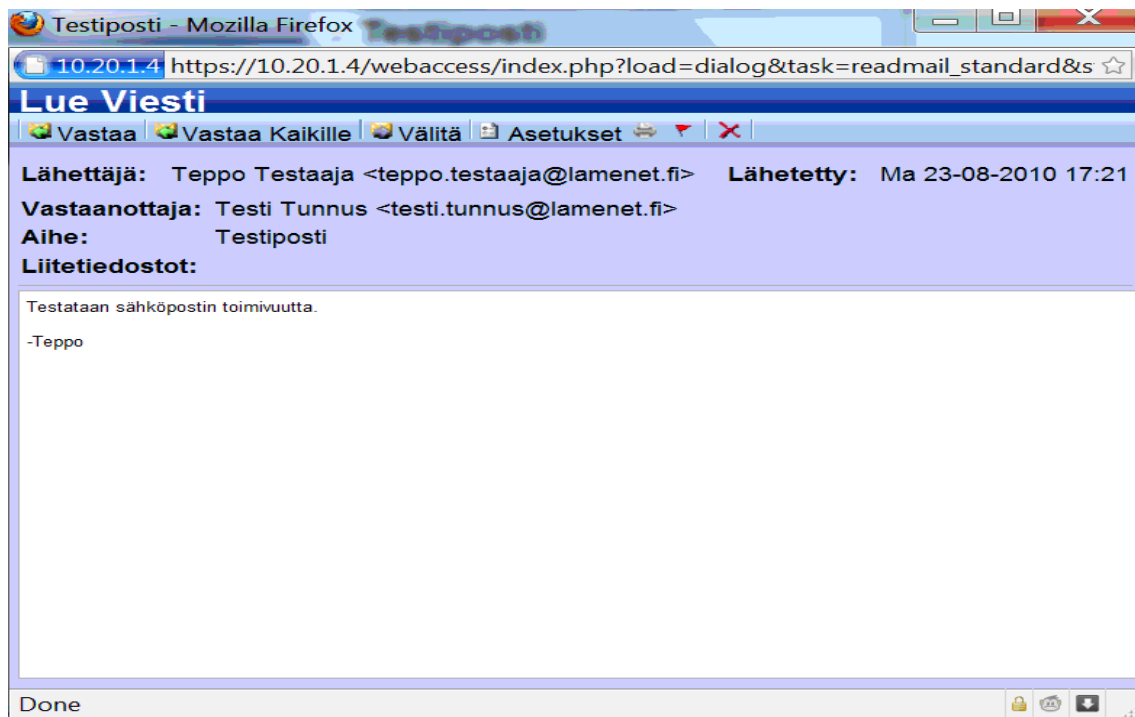 Testiposti - Mozilla Firefox Testiposti
10.20.1.4 https://10.20.1.4/webaccess/index.php?load=dialog&task=readmail_standard&s
Lue Viesti
Vastaa Vastaa Kaikille Välitä Asetukset
Lähettäjä: Teppo Testaaja <teppo.testaaja@lamenet.fi> Lähetetty: Ma 23-08-2010 17:21
Vastaanottaja: Testi Tunnus <testi.tunnus@lamenet.fi>
Aihe: Testiposti
Liitetiedostot:
Testataan sähköpostin toimivuutta.
-Teppo
Done